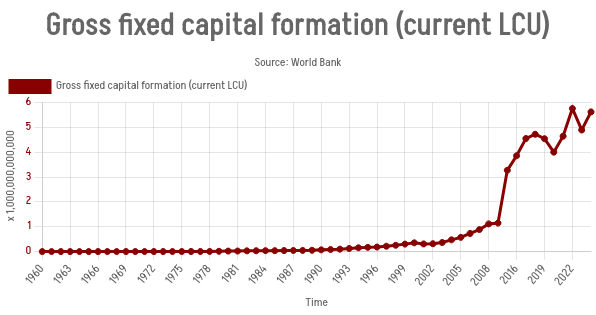 Gross fixed capital formation (current LCU)
Source: World Bank
Gross fixed capital formation (current LCU)
x 1,000,000,000,000
6
5
4
3
2
1
0
1960 1963 1966 1969 1972 1975 1978 1981 1984 1987 1990 1993 1996 1999 2002 2005 2008 2016 2019 2022
Time